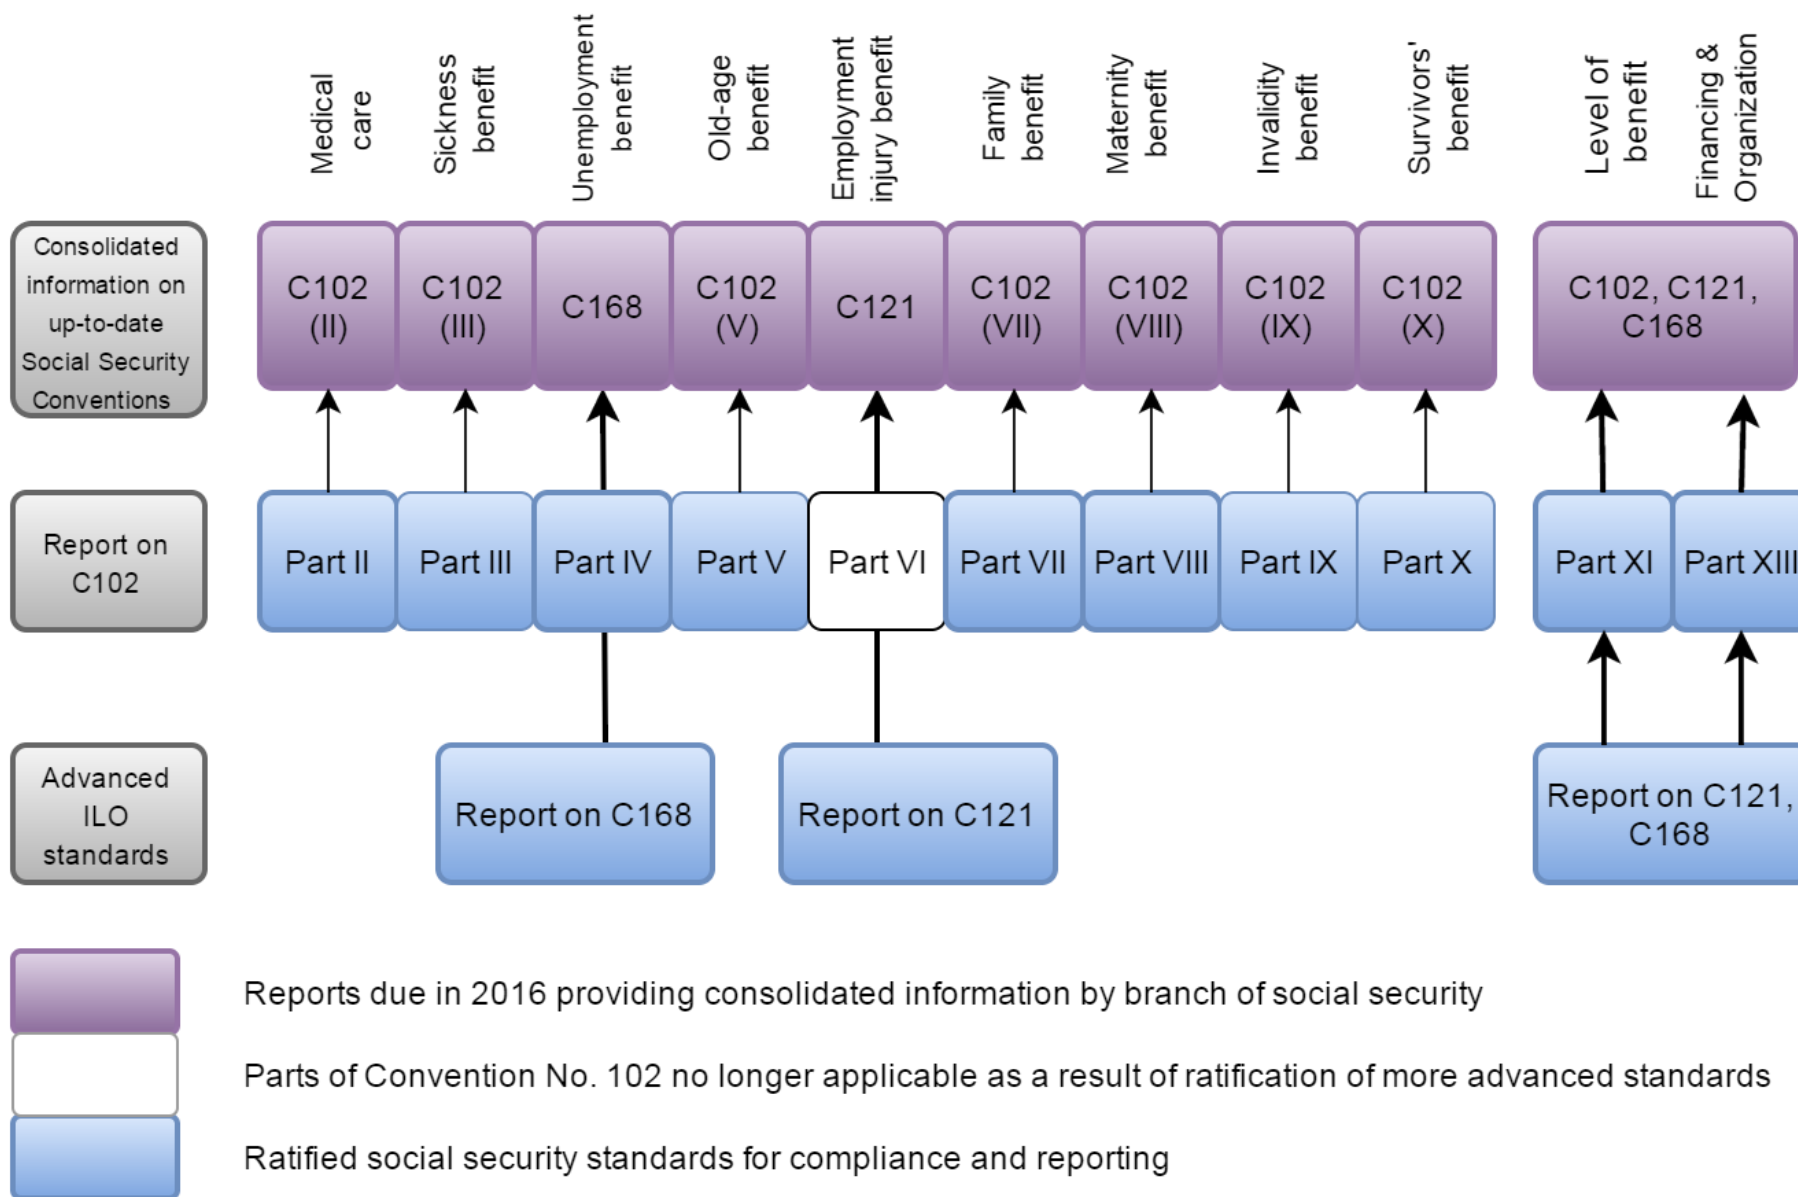 Medical
care
Sickness
benefit
Unemployment
benefit
Old-age
benefit
Employment
injury benefit
Family
benefit
Maternity
benefit
Invalidity
benefit
Survivors'
benefit
Level of
benefit
Financing &
Organization
Consolidated
information on
up-to-date
Social Security
Conventions
C102
(II)
C102
(III)
C168
C102
(V)
C121
C102
(VII)
C102
(VIII)
C102
(IX)
C102
(X)
C102, C121,
C168
Report on
C102
Part II
Part III
Part IV
Part V
Part VI
Part VII
Part VIII
Part IX
Part X
Part XI
Part XIII
Advanced
ILO
standards
Report on C168
Report on C121
Report on C121,
C168
Reports due in 2016 providing consolidated information by branch of social security
Parts of Convention No. 102 no longer applicable as a result of ratification of more advanced standards
Ratified social security standards for compliance and reporting